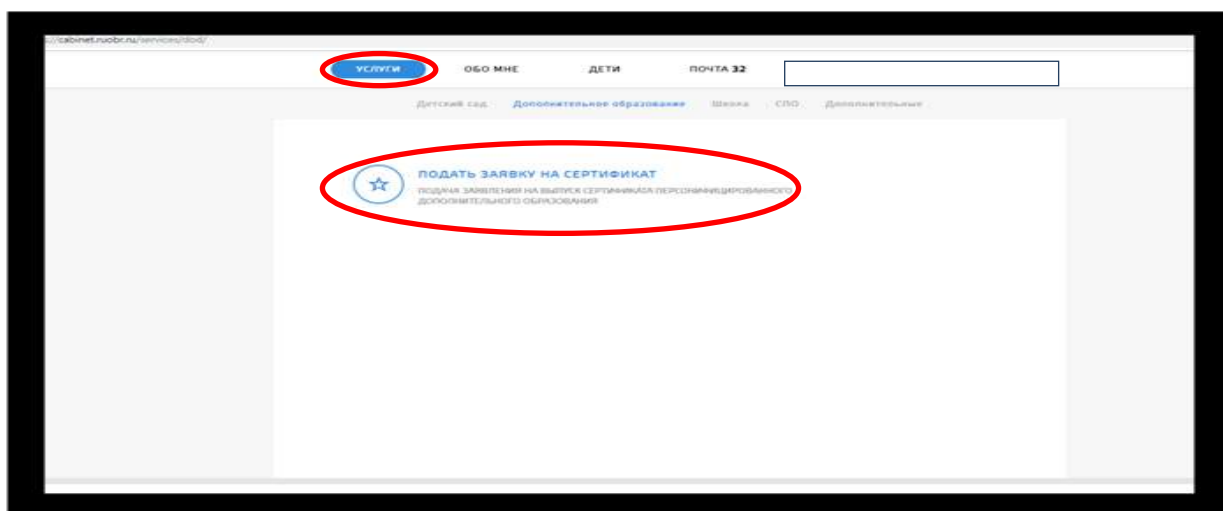 ://cabinet.ruobr.ru/services/dod/
УСЛУГИ ОБО МНЕ ДЕТИ ПОЧТА 32
Детский сад Дополнительное образование Школа СПО Дополнительные
ПОДАТЬ ЗАЯВКУ НА СЕРТИФИКАТ
ПОДАЧА ЗАЯВЛЕНИЯ НА ВЫПУСК СЕРТИФИКАТА ПЕРСОНИФИЦИРОВАННОГО
ДОПОЛНИТЕЛЬНОГО ОБРАЗОВАНИЯ